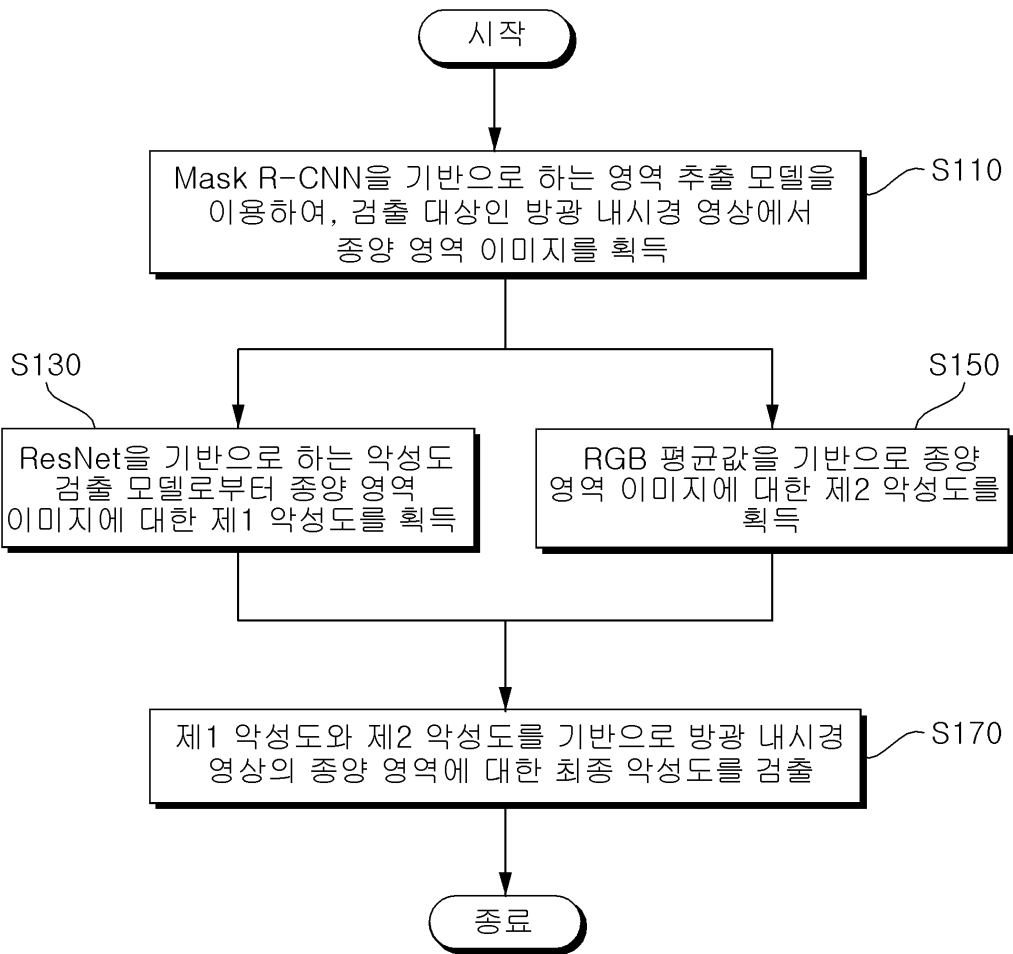 시작
Mask R-CNN을 기반으로 하는 영역 추출 모델을
이용하여, 검출 대상인 방광 내시경 영상에서
종양 영역 이미지를 획득
S110
S130
ResNet을 기반으로 하는 악성도
검출 모델로부터 종양 영역
이미지에 대한 제1 악성도를 획득
S150
RGB 평균값을 기반으로 종양
영역 이미지에 대한 제2 악성도를
획득
제1 악성도와 제2 악성도를 기반으로 방광 내시경
영상의 종양 영역에 대한 최종 악성도를 검출
S170
종료